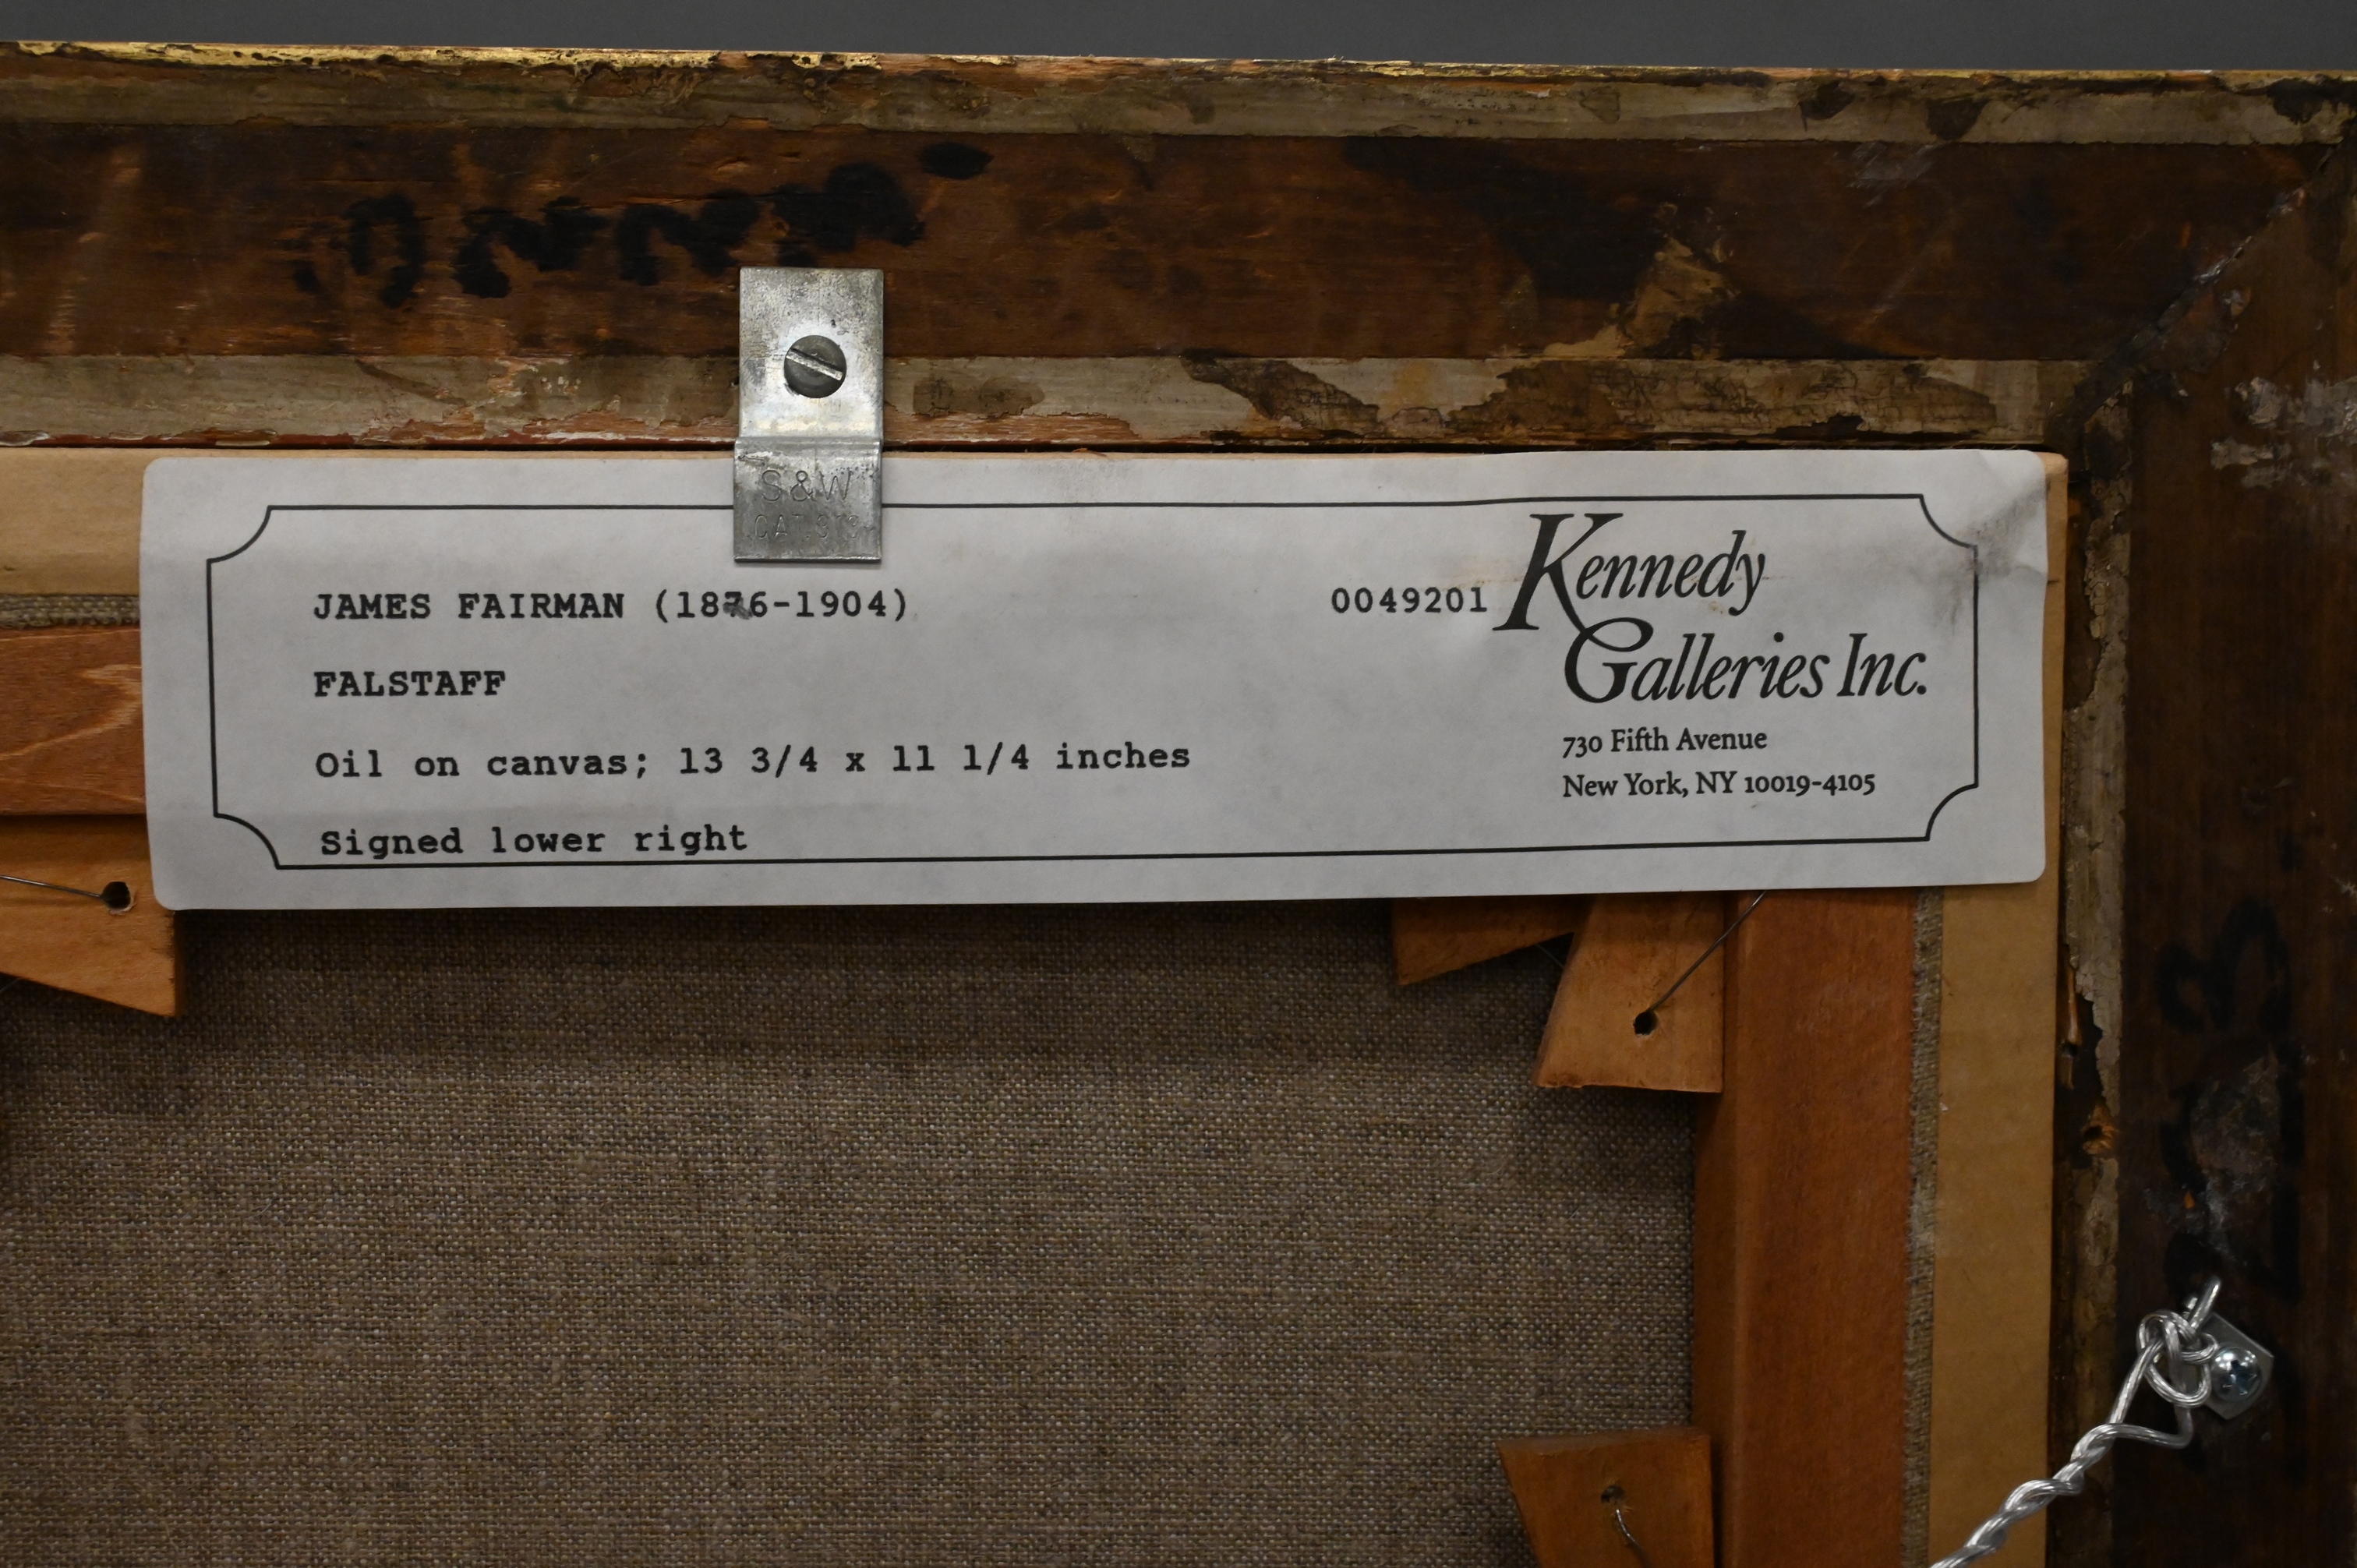 S&W
JAMES FAIRMAN (1826-1904)
0049201
Kennedy
Galleries Inc.
FALSTAFF
730 Fifth Avenue
Oil on canvas; 13 3/4 x 11 1/4 inches
New York, NY 10019-4105
Signed lower right